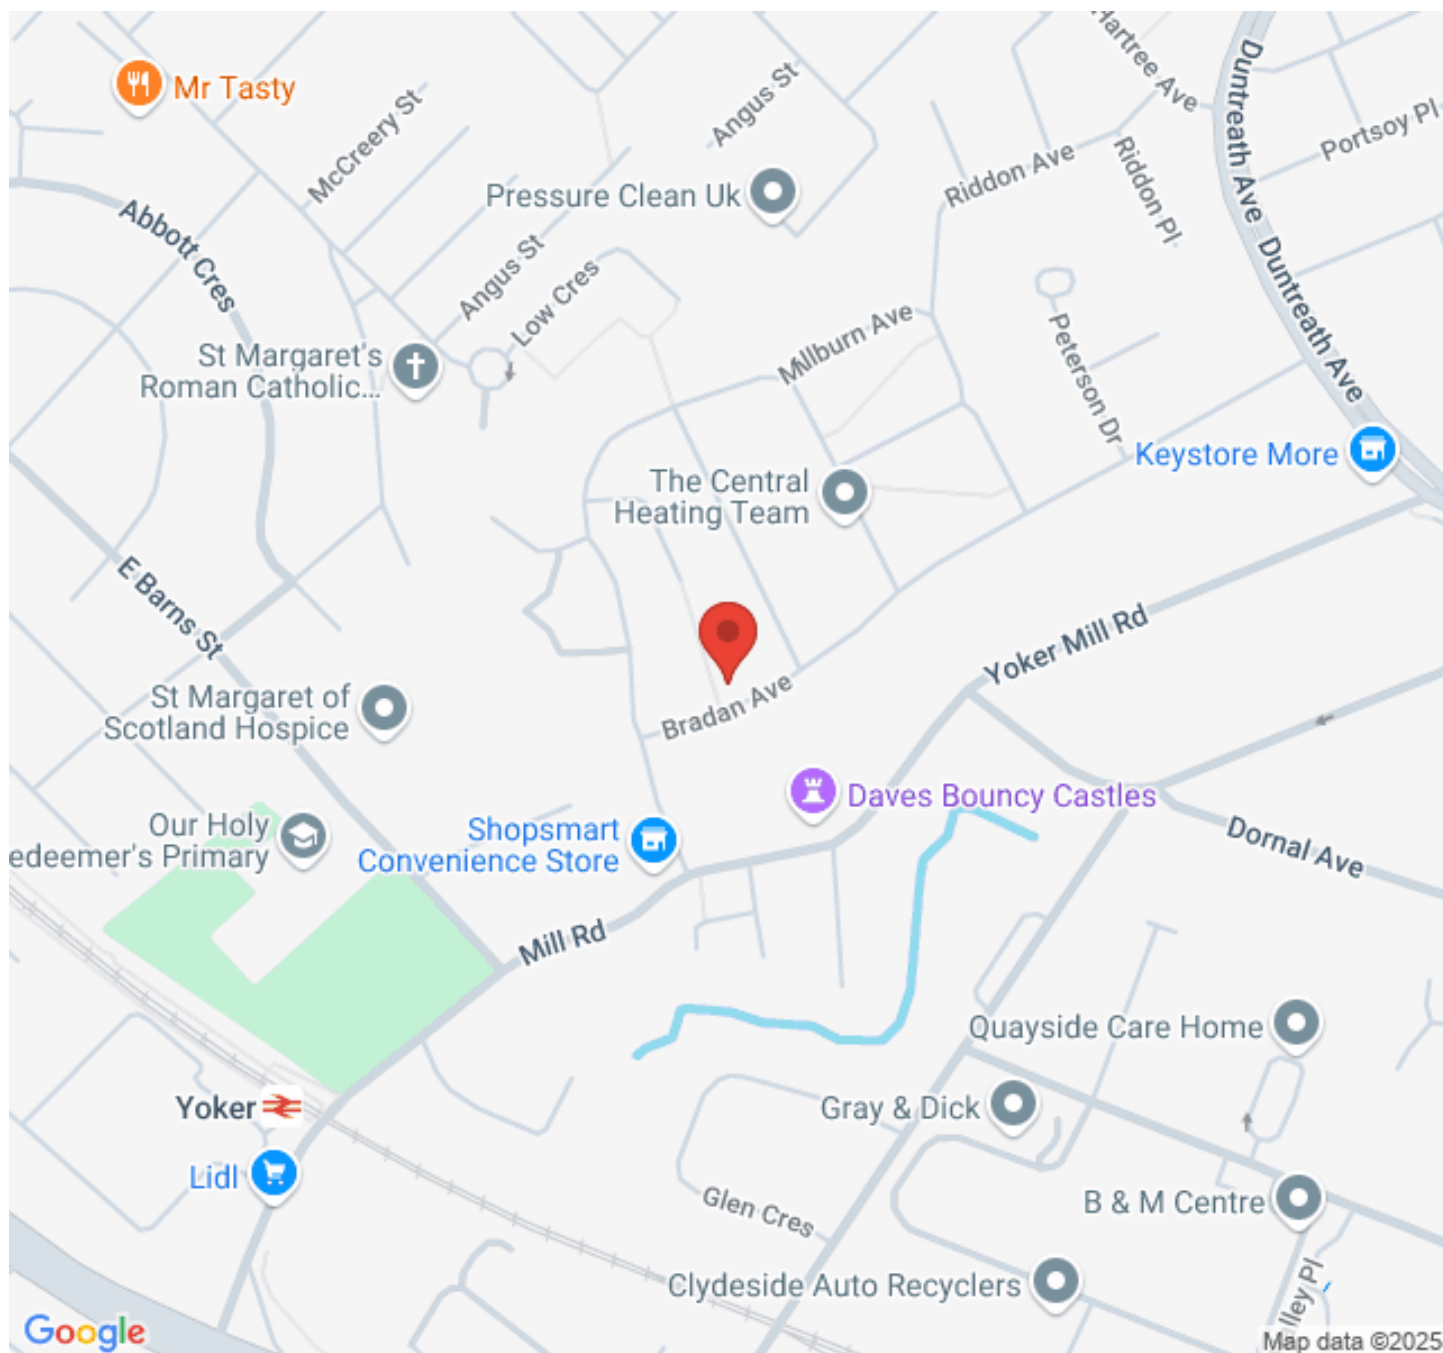 Hartree Ave
Duntreath Ave
Mr Tasty
McCreery St
Angus St
Portsoy Pl
Riddon Ave
Riddon Pl
Pressure Clean Uk
Abbott Cres
Angus St
Low Cres
Duntreath Ave
Millburn Ave
Peterson Dr
St Margaret's
Roman Catholic...
Keystore More
The Central
Heating Team
E Barns St
Yoker Mill Rd
St Margaret of
Scotland Hospice
Bradan Ave
Daves Bouncy Castles
Our Holy
edeemer's Primary
Shopsmart
Convenience Store
Dornal Ave
Mill Rd
Quayside Care Home
Yoker
Gray & Dick
Lidl
Glen Cres
B & M Centre
Clydeside Auto Recyclers
alley Pl
Google
Map data ©2025